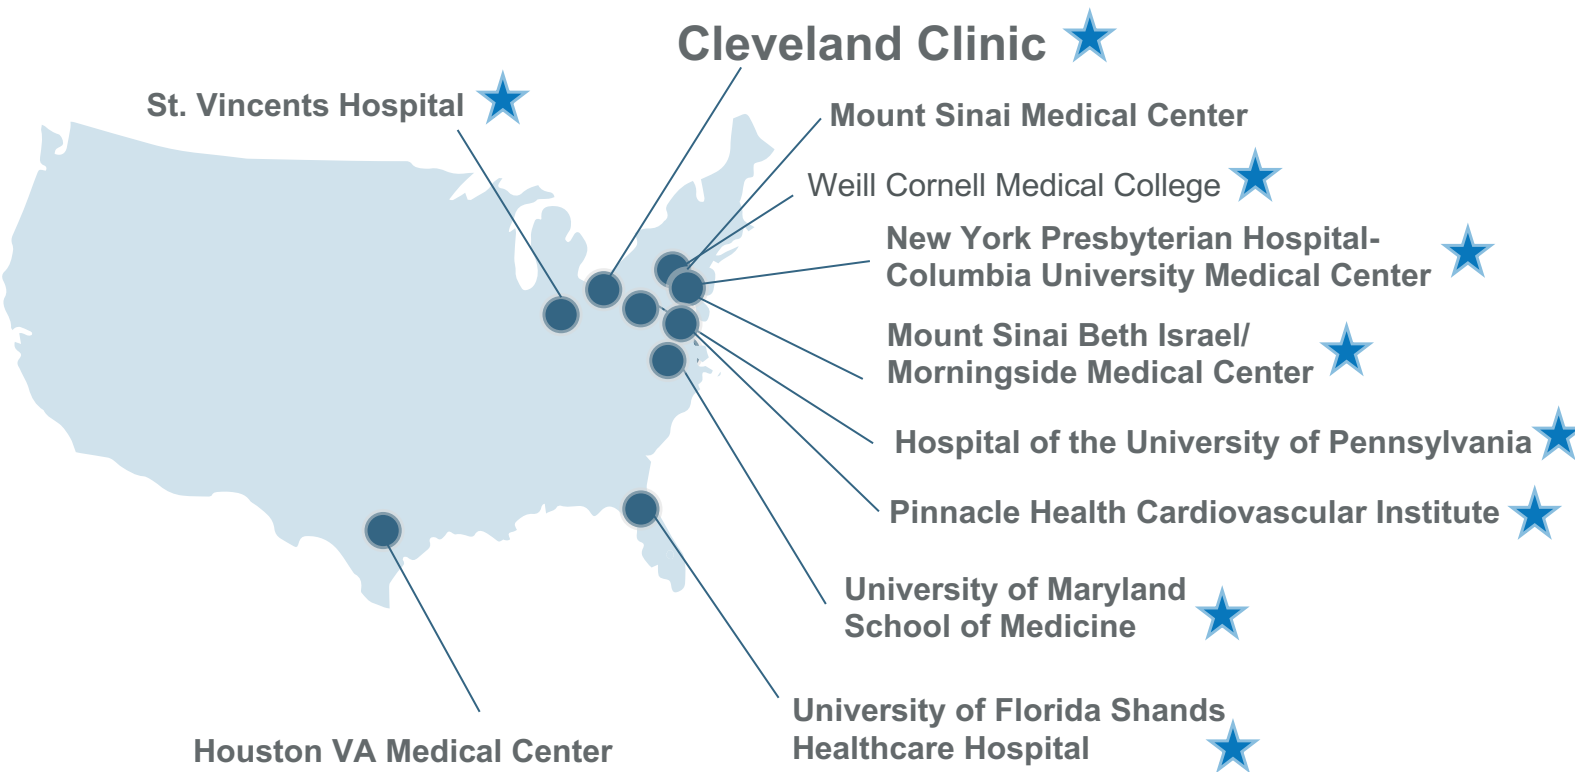 Cleveland Clinic
St. Vincents Hospital
Mount Sinai Medical Center
Weill Cornell Medical College
New York Presbyterian Hospital-
Columbia University Medical Center
Mount Sinai Beth Israel/
Morningside Medical Center
Hospital of the University of Pennsylvania
Pinnacle Health Cardiovascular Institute
University of Maryland
School of Medicine
University of Florida Shands
Healthcare Hospital
Houston VA Medical Center